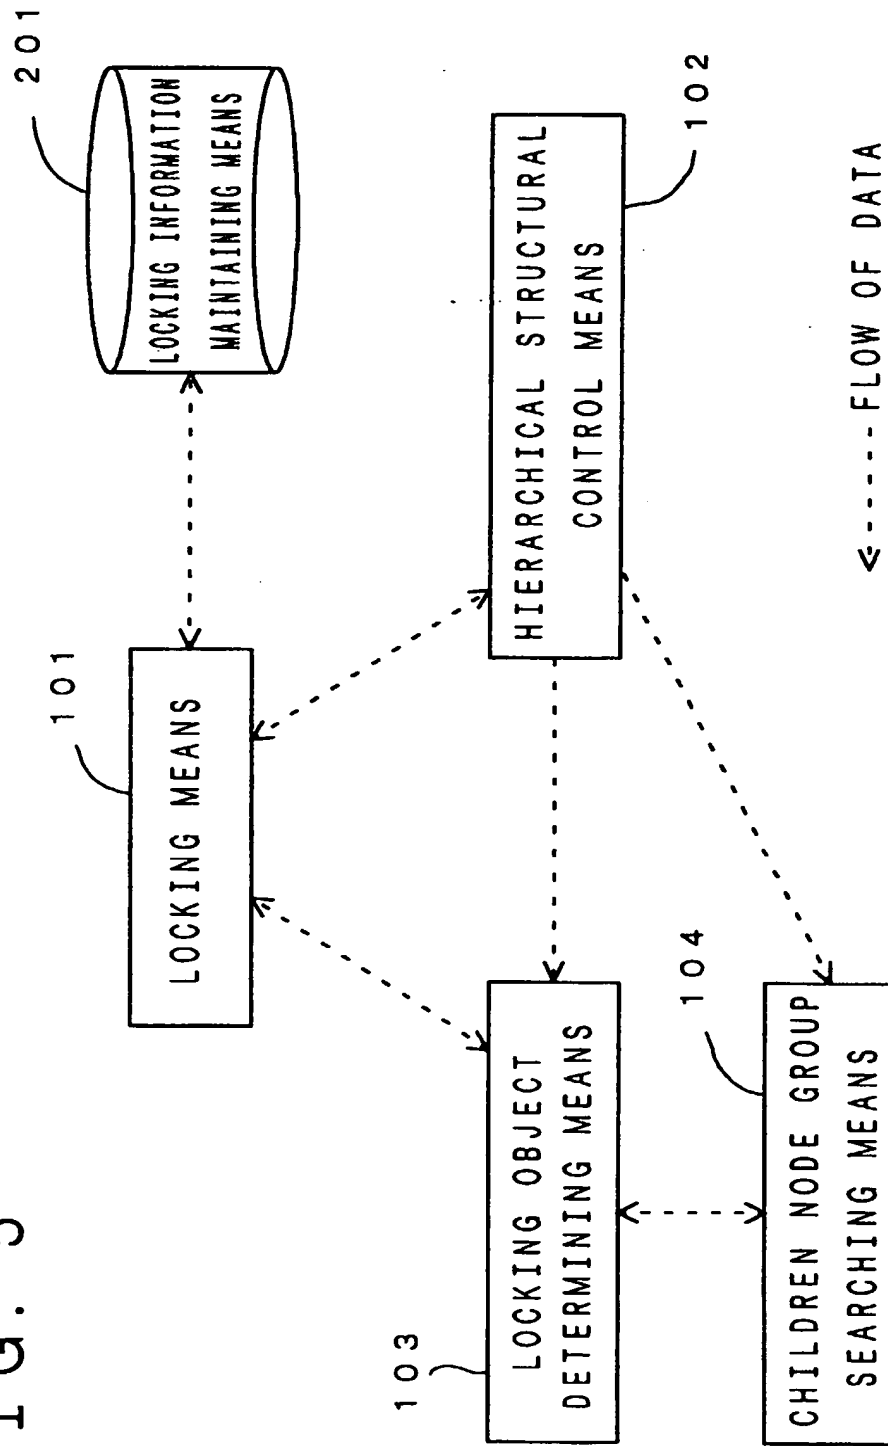 IG.
201
101
LOCKING MEANS
LOCKING INFORMATION
MAINTAINING MEANS
103
LOCKING OBJECT
DETERMINING MEANS
HIERARCHICAL STRUCTURAL
CONTROL MEANS
102
104
CHILDREN NODE GROUP
SEARCHING MEANS
FLOW OF DATA